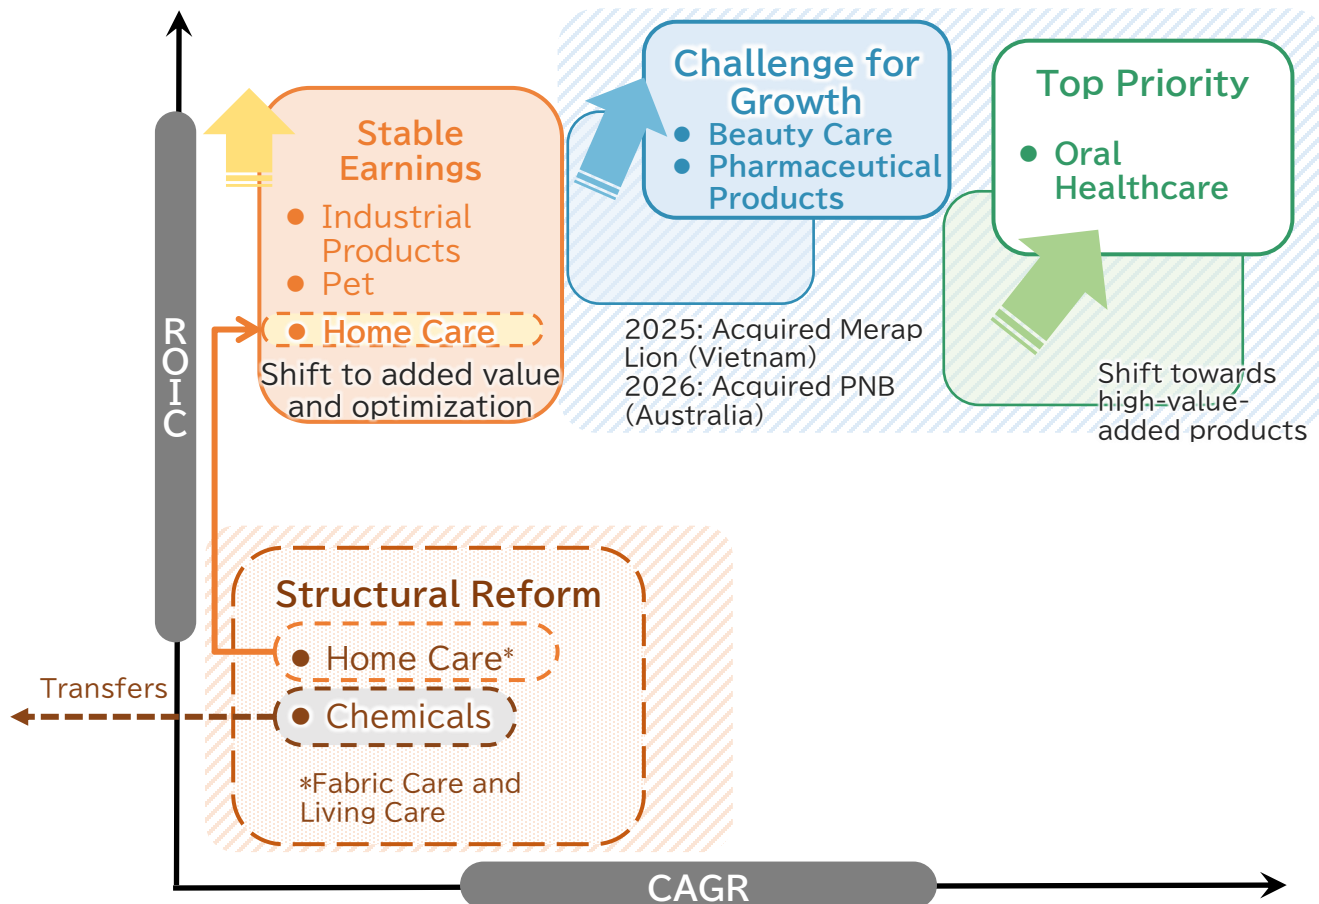 ROIC
Stable
Earnings
● Industrial
Products
● Pet
● Home Care
Shift to added value
and optimization
Challenge for
Growth
● Beauty Care
● Pharmaceutical
Products
2025: Acquired Merap
Lion (Vietnam)
2026: Acquired PNB
(Australia)
Top Priority
● Oral
Healthcare
Shift towards
high-value-
added products
Structural Reform
● Home Care*
● Chemicals
*Fabric Care and
Living Care
Transfers
CAGR